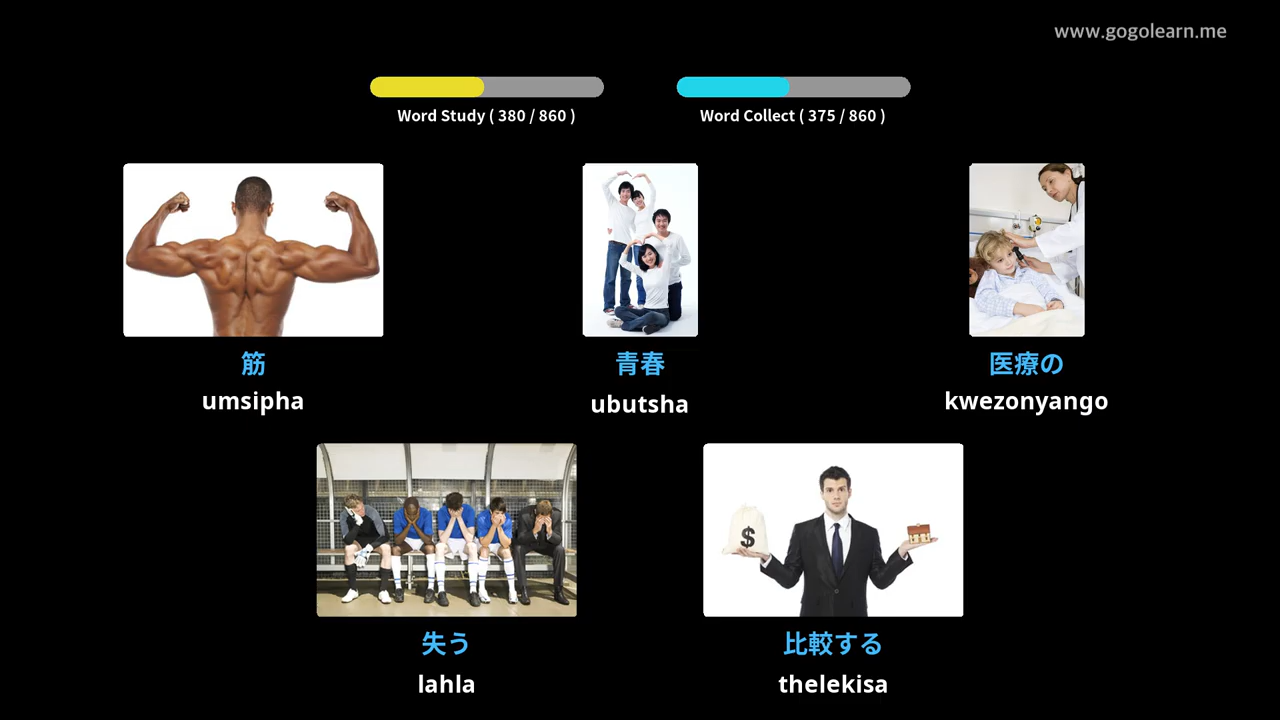 www.gogolearn.me
Word Study ( 380 / 860 )
Word Collect ( 375 / 860 )
筋
umsipha
青春
ubutsha
医療の
kwezonyango
$
失う
lahla
比較する
thelekisa